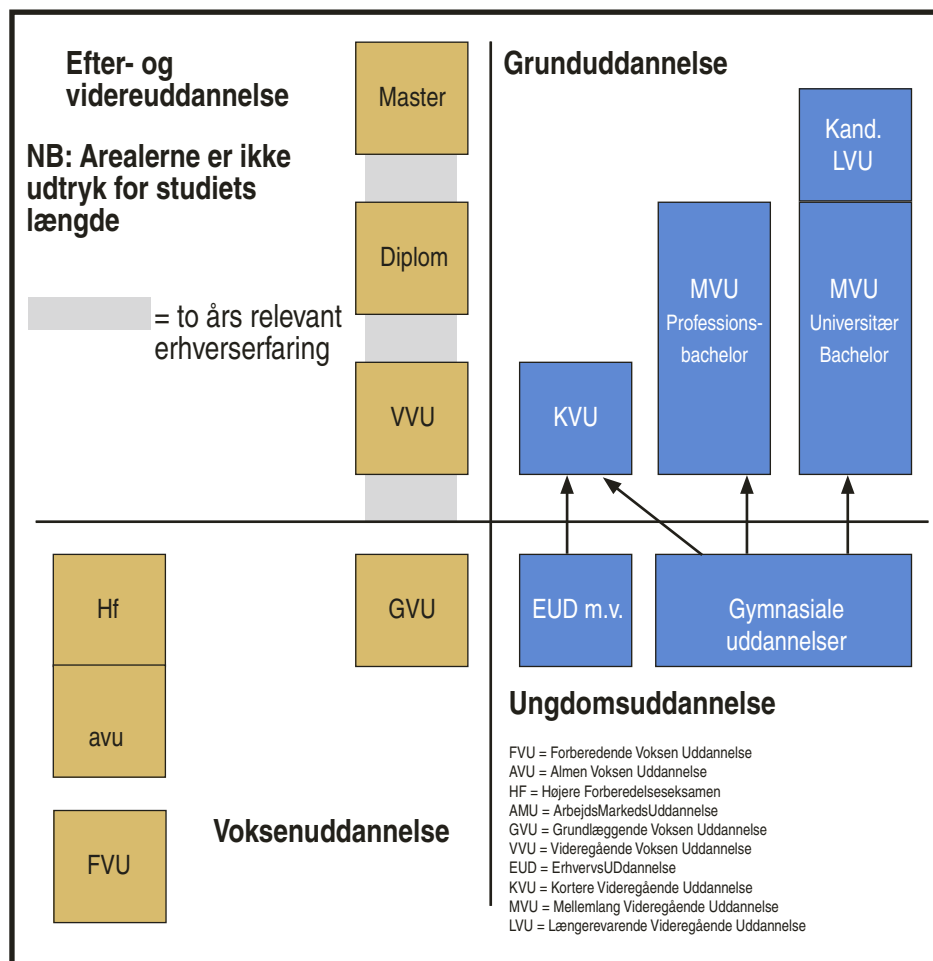 Efter- og
videreuddannelse
NB: Arealerne er ikke
udtryk for studiets
længde
= to års relevant
erhverserfaring
Master
Diplom
VVU
Grunduddannelse
Kand.
LVU
MVU
Professions-
bachelor
MVU
Universitær
Bachelor
KVU
Hf
avu
FVU
GVU
Voksenuddannelse
EUD m.v.
Gymnasiale
uddannelser
Ungdomsuddannelse
FVU = Forberedende Voksen Uddannelse
AVU = Almen Voksen Uddannelse
HF = Højere Forberedelseseksamen
AMU = ArbejdsMarkedsUddannelse
GVU = Grundlæggende Voksen Uddannelse
VVU = Videregående Voksen Uddannelse
EUD = ErhvervsUDdannelse
KVU = Kortere Videregående Uddannelse
MVU = Mellemlang Videregående Uddannelse
LVU = Længerevarende Videregående Uddannelse